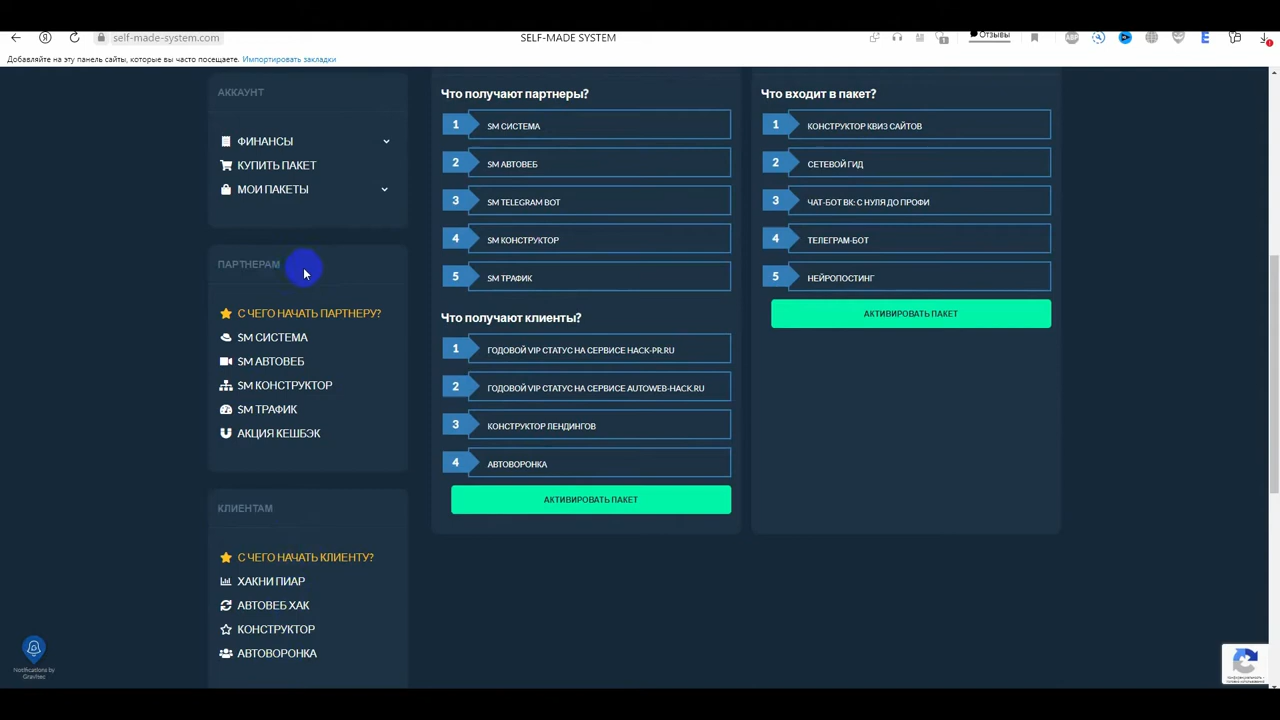 self-made-system.com
SELF-MADE SYSTEM
Отзывы
Добавляйте на эту панель сайты, которые вы часто посещаете. Импортировать закладки
АККАУНТ
ФИНАНСЫ
КУПИТЬ ПАКЕТ
МОИ ПАКЕТЫ
ПАРТНЕРАМ
С ЧЕГО НАЧАТЬ ПАРТНЕРУ?
SM СИСТЕМА
SM АВТОВЕБ
SM КОНСТРУКТОР
SM ТРАФИК
АКЦИЯ КЕШБЭК
КЛИЕНТАМ
С ЧЕГО НАЧАТЬ КЛИЕНТУ?
ХАКНИ ПИАР
АВТОВЕБ ХАК
КОНСТРУКТОР
АВТОВОРОНКА
Что получают партнеры?
1 SM СИСТЕМА
2 SM АВТОВЕБ
3 SM TELEGRAM BOT
4 SM КОНСТРУКТОР
5 SM ТРАФИК
Что получают клиенты?
1 ГОДОВОЙ VIP СТАТУС НА СЕРВИСЕ HACK-PR.RU
2 ГОДОВОЙ VIP СТАТУС НА СЕРВИСЕ AUTOWEB-HACK.RU
3 КОНСТРУКТОР ЛЕНДИНГОВ
4 АВТОВОРОНКА
АКТИВИРОВАТЬ ПАКЕТ
Что входит в пакет?
1 КОНСТРУКТОР КВИЗ САЙТОВ
2 СЕТЕВОЙ ГИД
3 ЧАТ-БОТ ВК: С НУЛЯ ДО ПРОФИ
4 ТЕЛЕГРАМ-БОТ
5 НЕЙРОПОСТИНГ
АКТИВИРОВАТЬ ПАКЕТ
Notifications by
Gravitec